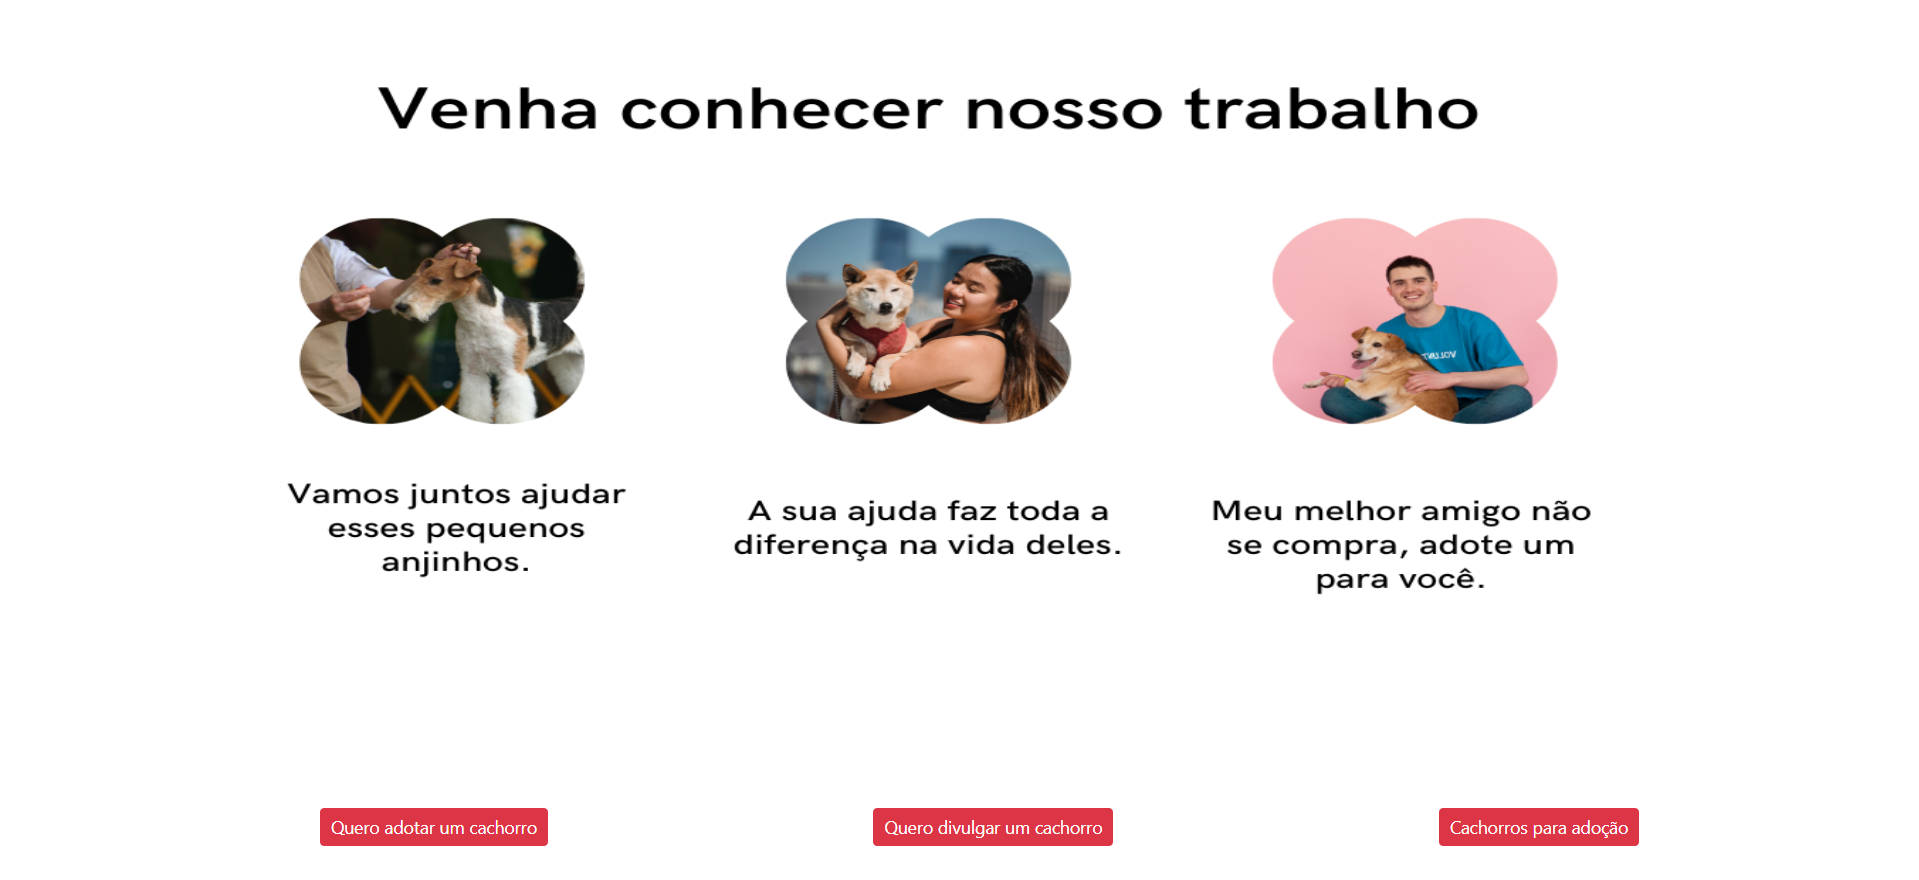 Venha conhecer nosso trabalho
Vamos juntos ajudar
esses pequenos
anjinhos.
A sua ajuda faz toda a
diferença na vida deles.
Meu melhor amigo não
se compra, adote um
para você.
Quero adotar um cachorro
Quero divulgar um cachorro
Cachorros para adoção